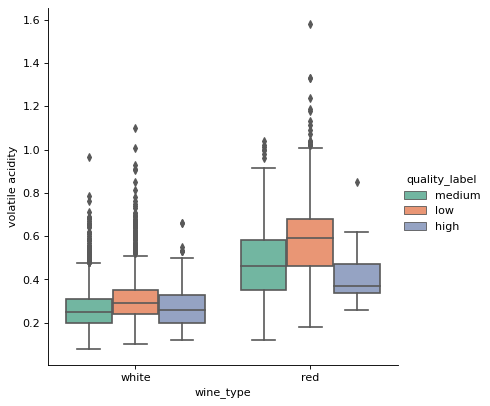 1.6
1.4
1.2
1.0
0.8
0.6
0.4
0.2
volatile acidity
white
red
wine_type
quality_label
medium
low
high